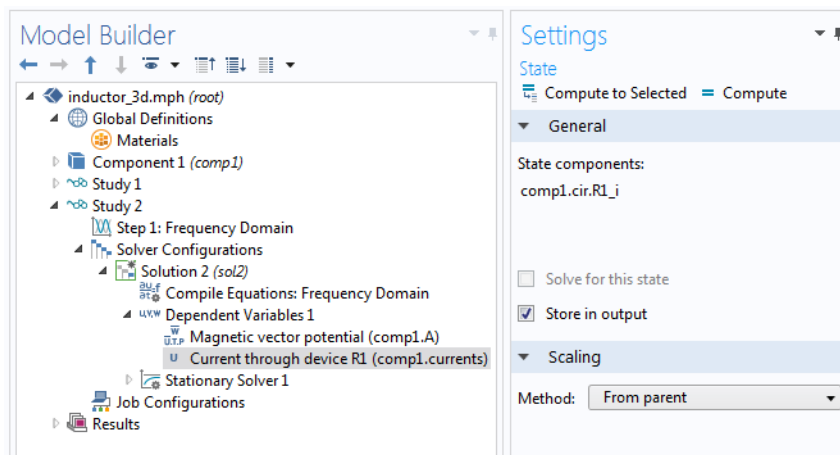 Model Builder
inductor_3d.mph (root)
Global Definitions
Materials
Component 1 (comp1)
Study 1
Study 2
Step 1: Frequency Domain
Solver Configurations
Solution 2 (sol2)
Compile Equations: Frequency Domain
Dependent Variables 1
Magnetic vector potential (comp1.A)
Current through device R1 (comp1.currents)
Stationary Solver 1
Job Configurations
Results
Settings
State
Compute to Selected = Compute
General
State components:
comp1.cir.R1_i
Solve for this state
Store in output
Scaling
Method: From parent